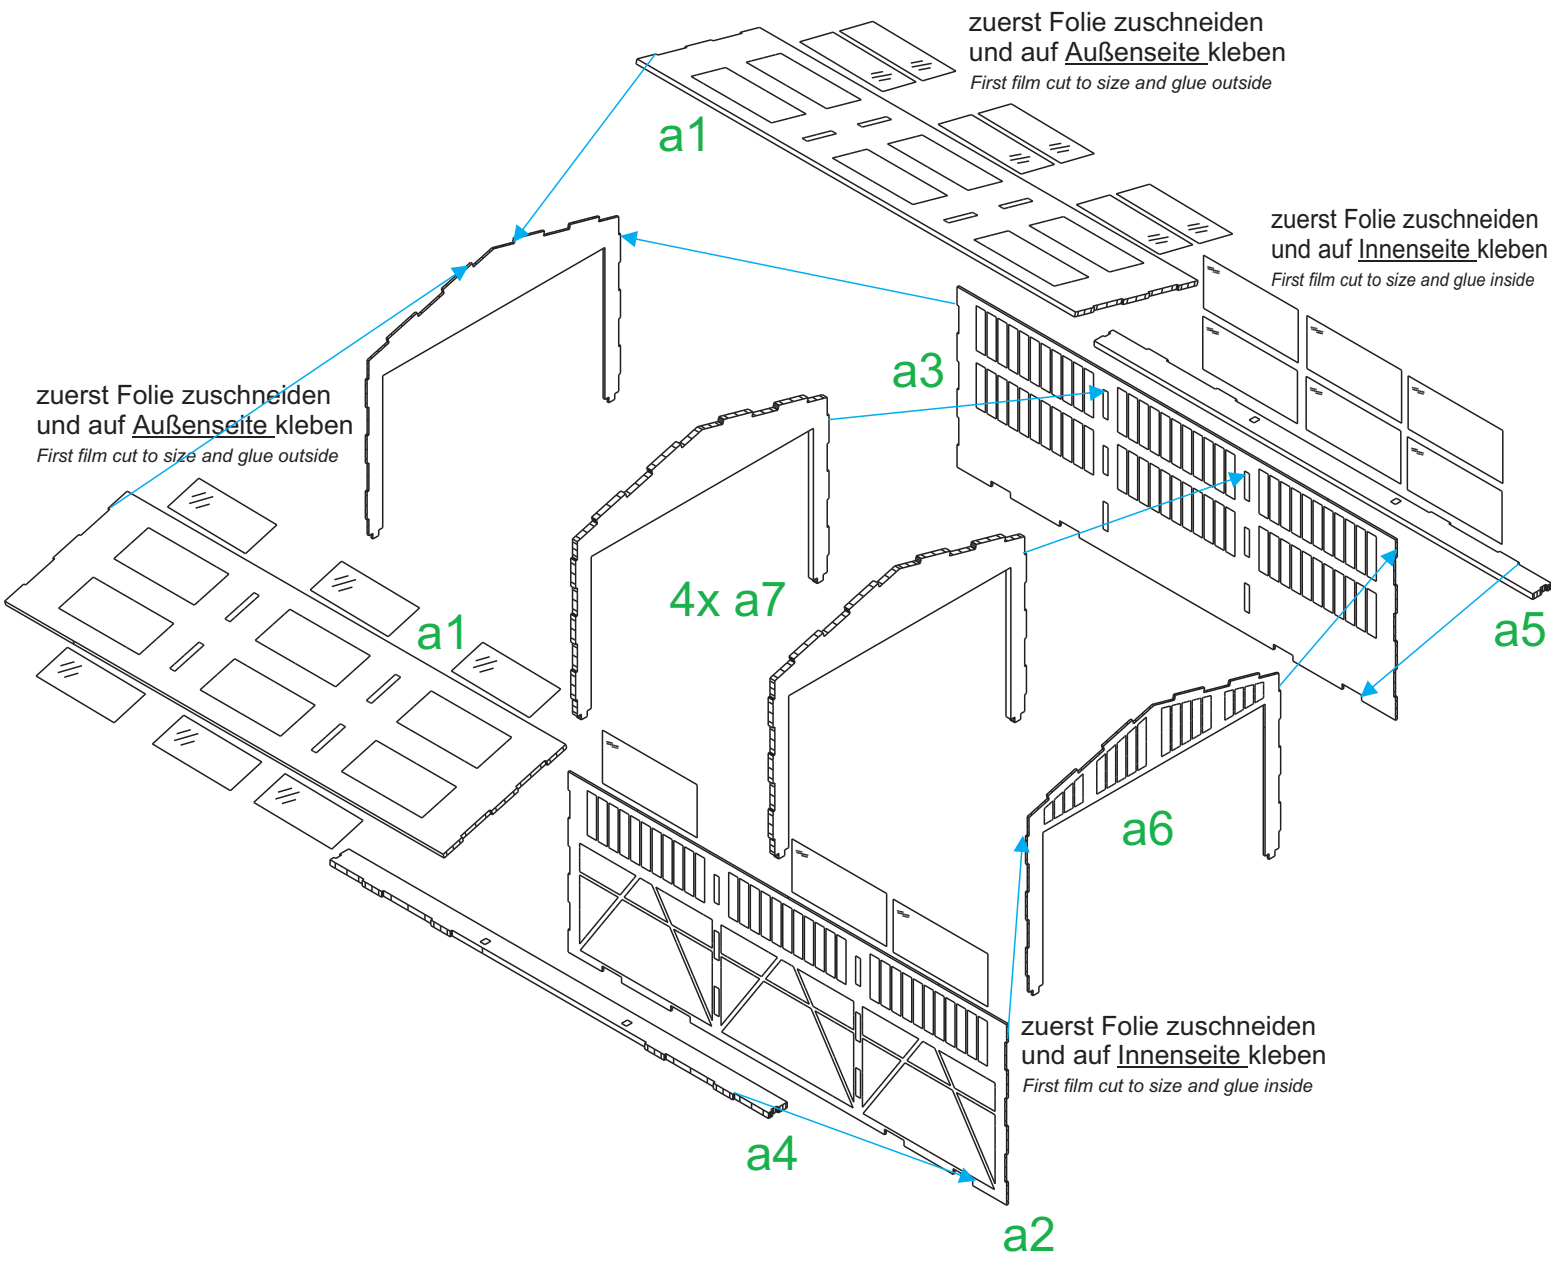 zuerst Folie zuschneiden
und auf Außenseite kleben
First film cut to size and glue outside
a1
zuerst Folie zuschneiden
und auf Innenseite kleben
First film cut to size and glue inside
a3
zuerst Folie zuschneiden
und auf Außenseite kleben
First film cut to size and glue outside
4x a7
a1
a5
a6
zuerst Folie zuschneiden
und auf Innenseite kleben
First film cut to size and glue inside
a4
a2